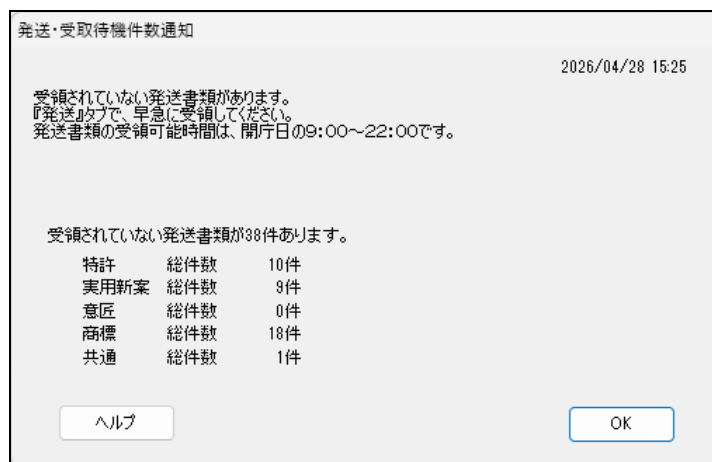 発送・受取待機件数通知
2026/04/28 15:25
受領されていない発送書類があります。
『発送』タブで、早急に受領してください。
発送書類の受領可能時間は、開庁日の9:00～22:00です。
受領されていない発送書類が38件あります。
特許 総件数 10件
実用新案 総件数 9件
意匠 総件数 0件
商標 総件数 18件
共通 総件数 1件
ヘルプ OK